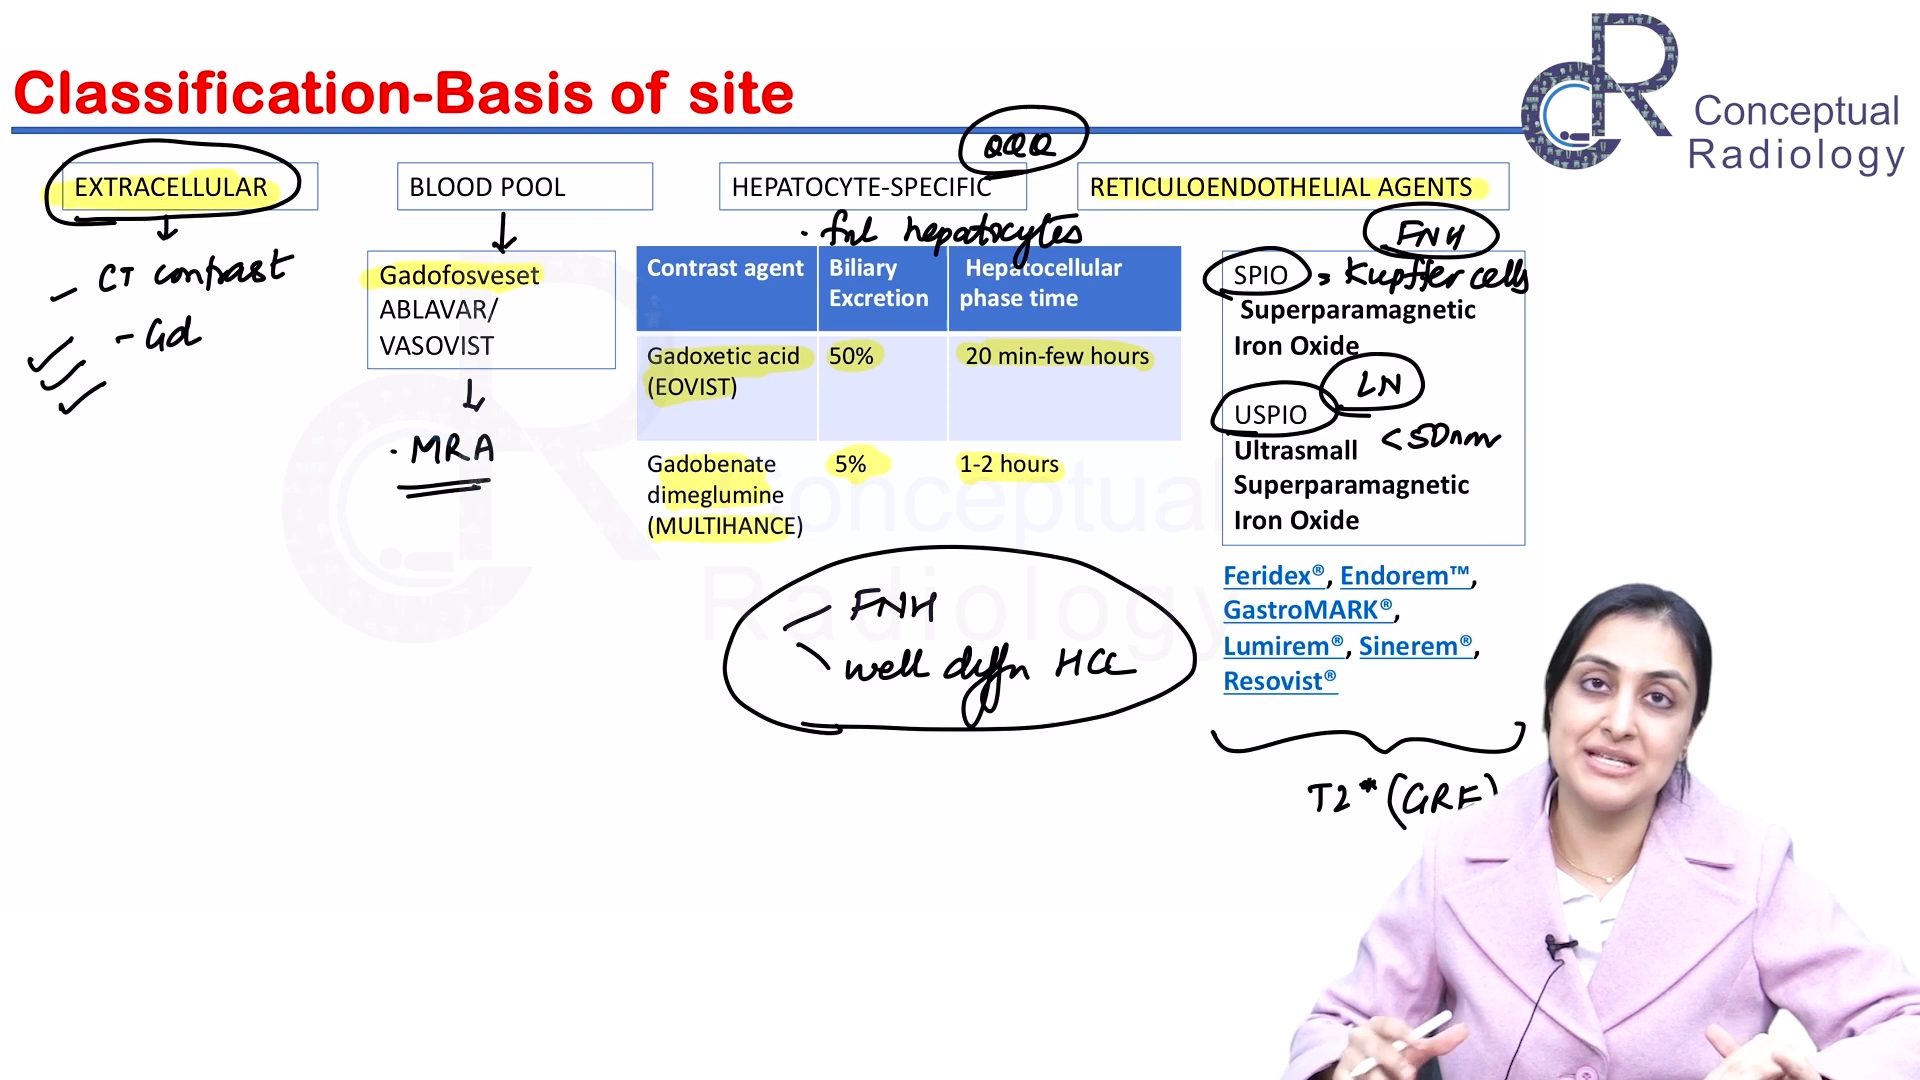 Classification-Basis of site
Conceptual
Radiology
QQQ
EXTRACELLULAR
BLOOD POOL
HEPATOCYTE-SPECIFIC
RETICULOENDOTHELIAL AGENTS
- CT contrast
- Gd
Gadofosveset
ABLAVAR/
VASOVIST
. MRA
. fnl hepatocytes
Contrast agent
Biliary Excretion
Hepatocellular phase time
Gadoxetic acid
(EOVIST)
50%
20 min-few hours
Gadobenate
dimeglumine
(MULTIHANCE)
5%
1-2 hours
FNH
well diffn HCC
FNH
SPIO = Kupffer cells
Superparamagnetic
Iron Oxide
LN
USPIO
<50nm
Ultrasmall
Superparamagnetic
Iron Oxide
Feridex®, Endorem™,
GastroMARK®,
Lumirem®, Sinerem®,
Resovist®
T2* (GRE)
Conceptual
Radiology